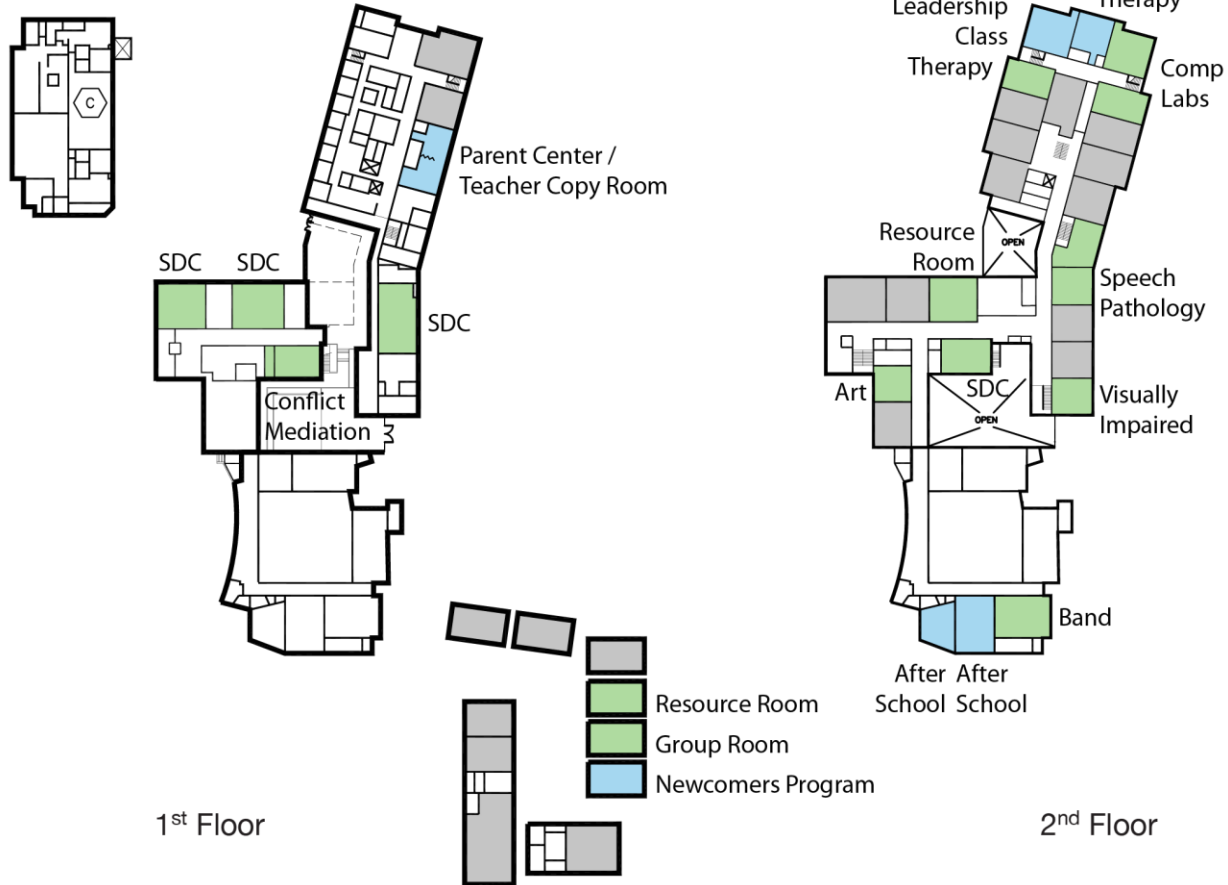 C
Parent Center /
Teacher Copy Room
SDC
SDC
SDC
Conflict
Mediation
1st Floor
Resource Room
Group Room
Newcomers Program
Leadership
Class
Therapy
Therapy
Comp
Labs
Resource
Room
OPEN
Speech
Pathology
Art
SDC
OPEN
Visually
Impaired
Band
After
School
After
School
2nd Floor